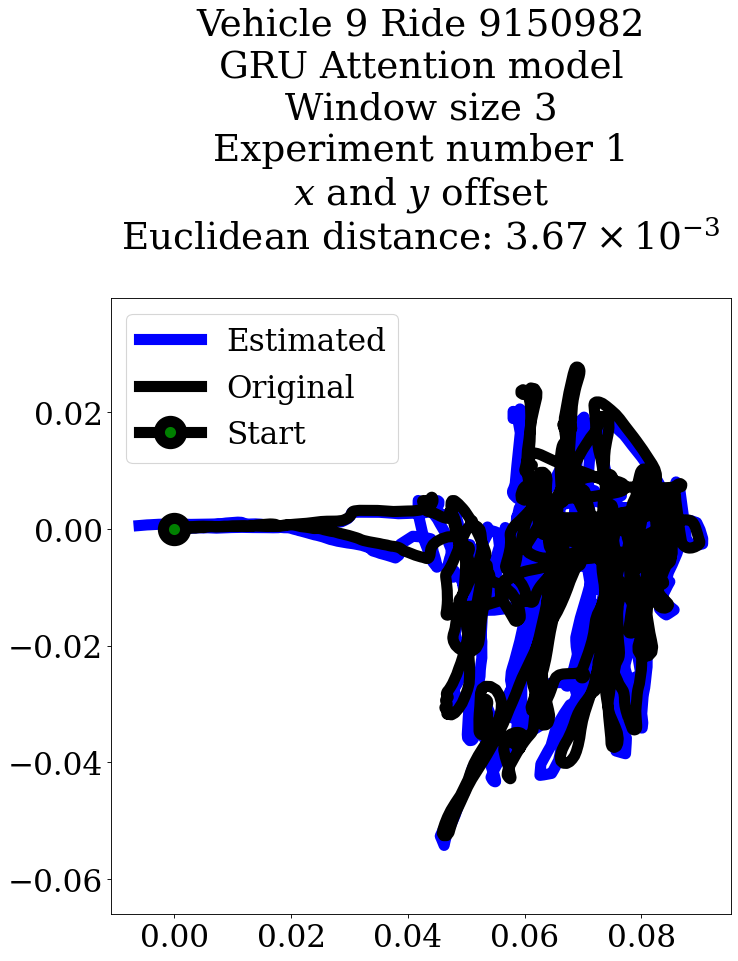 Vehicle 9 Ride 9150982
GRU Attention model
Window size 3
Experiment number 1
x and y offset
Euclidean distance: 3.67 × 10⁻³
Estimated
Original
Start
0.02
0.00
−0.02
−0.04
−0.06
0.00 0.02 0.04 0.06 0.08